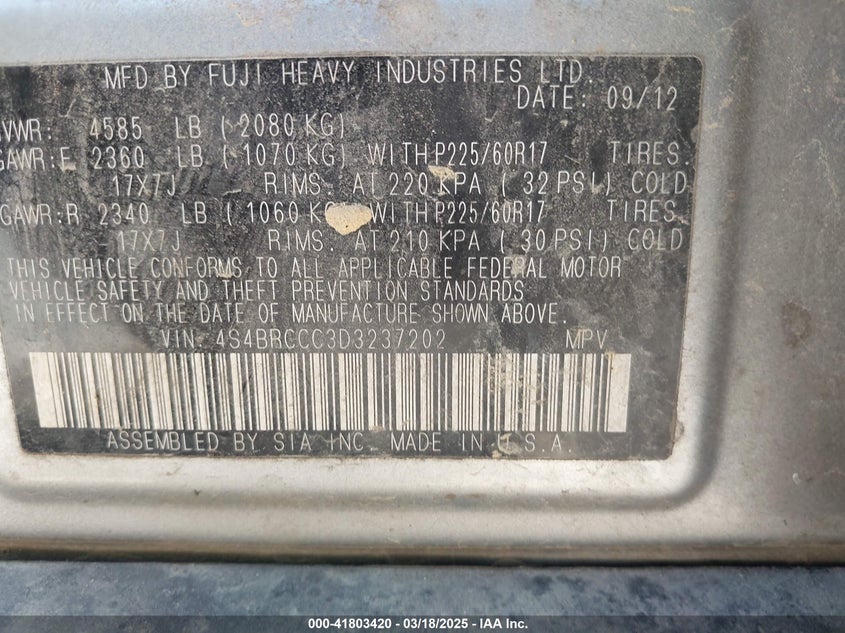 MFD BY FUJI HEAVY INDUSTRIES LTD.
DATE: 09/12
VWR: 4585 LB ( 2080 KG)
GAWR:F 2360 LB ( 1070 KG) WITH P225/60R17 TIRES.
17X7J RIMS. AT 220 KPA ( 32 PSI) COLD
GAWR:R 2340 LB ( 1060 KG WITH P225/60R17 TIRES.
17X7J RIMS. AT 210 KPA ( 30 PSI) COLD
THIS VEHICLE CONFORMS TO ALL APPLICABLE FEDERAL MOTOR
VEHICLE SAFETY AND THEFT PREVENTION STANDARDS
IN EFFECT ON THE DATE OF MANUFACTURE SHOWN ABOVE.
VIN: 4S4BRCCC3D3237202 MPV
ASSEMBLED BY SIA INC. MADE IN U.S.A.
000-41803420 - 03/18/2025 - IAA Inc.